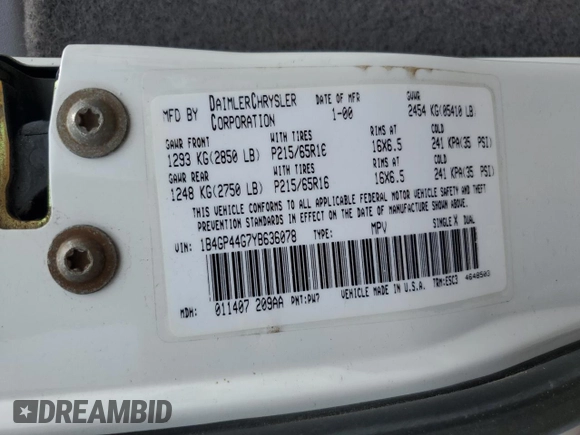 MFD BY DAIMLERCHRYSLER CORPORATION DATE OF MFR 1-00 GVWR 2454 KG(05410 LB)
GAWR FRONT WITH TIRES RIMS AT COLD
1293 KG(2850 LB) P215/65R16 16X6.5 241 KPA(35 PSI)
GAWR REAR WITH TIRES RIMS AT COLD
1248 KG(2750 LB) P215/65R16 16X6.5 241 KPA(35 PSI)
THIS VEHICLE CONFORMS TO ALL APPLICABLE FEDERAL MOTOR VEHICLE SAFETY AND THEFT
PREVENTION STANDARDS IN EFFECT ON THE DATE OF MANUFACTURE SHOWN ABOVE.
VIN: 1B4GP44G7YB636078 TYPE: MPV SINGLE X DUAL
MDH: 011407 209AA PNT:PW7 VEHICLE MADE IN U.S.A. TRM:E5C3 4648503
DREAMBID